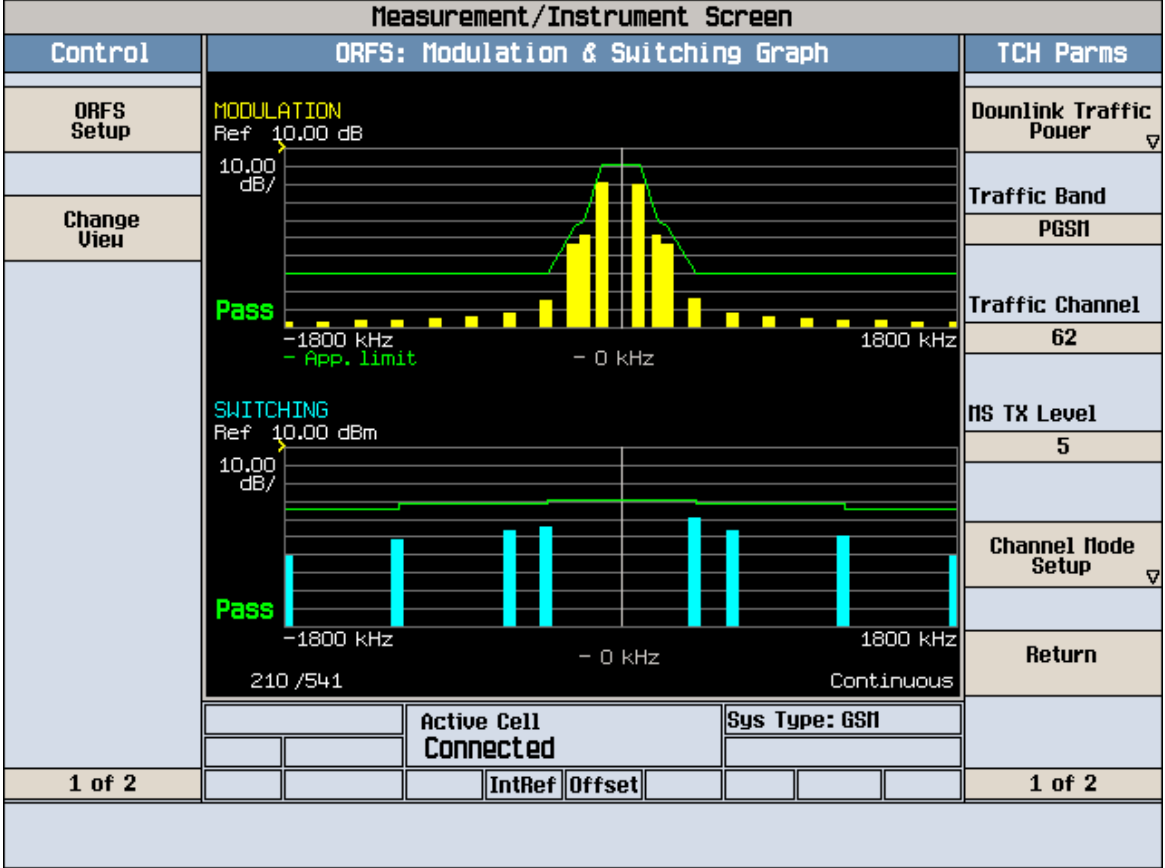 Measurement/Instrument Screen
Control
ORFS: Modulation & Switching Graph
TCH Parms
ORFS
Setup
Change
View
MODULATION
Ref 10.00 dB
10.00
dB/
Pass
-1800 kHz
1800 kHz
- App. limit
- 0 kHz
SWITCHING
Ref 10.00 dBm
10.00
dB/
Pass
-1800 kHz
1800 kHz
- 0 kHz
210 /541
Continuous
Downlink Traffic
Power
Traffic Band
PGSM
Traffic Channel
62
MS TX Level
5
Channel Mode
Setup
Return
Active Cell
Connected
Sys Type: GSM
1 of 2
IntRef
Offset
1 of 2